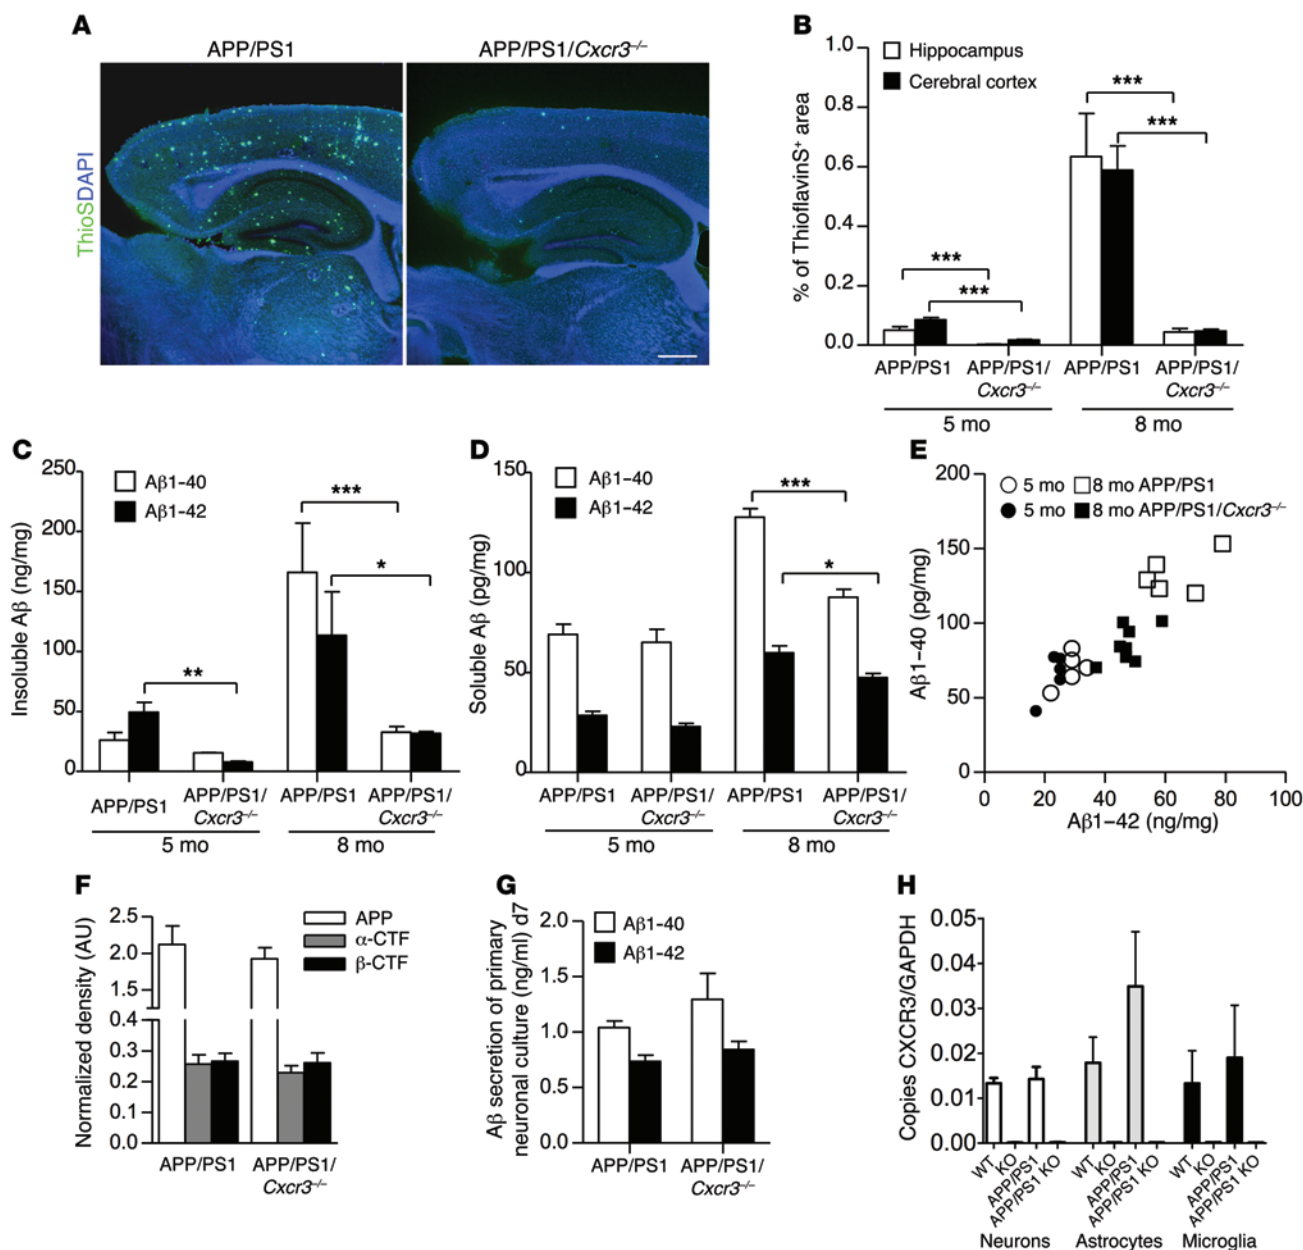 A
APP/PS1
APP/PS1/Cxcr3–/–
ThioSDAPI
B
% of ThioflavinS+ area
1.0
0.8
0.6
0.4
0.2
0.0
Hippocampus
Cerebral cortex
***
***
***
***
APP/PS1
APP/PS1/
Cxcr3–/–
APP/PS1
APP/PS1/
Cxcr3–/–
5 mo
8 mo
C
Insoluble Aβ (ng/mg)
250
200
150
100
50
0
Aβ1–40
Aβ1–42
***
*
**
APP/PS1
APP/PS1/
Cxcr3–/–
APP/PS1
APP/PS1/
Cxcr3–/–
5 mo
8 mo
D
Soluble Aβ (pg/mg)
150
100
50
0
Aβ1–40
Aβ1–42
***
*
APP/PS1
APP/PS1/
Cxcr3–/–
APP/PS1
APP/PS1/
Cxcr3–/–
5 mo
8 mo
E
Aβ1–40 (pg/mg)
200
150
100
50
0
5 mo 8 mo APP/PS1
5 mo 8 mo APP/PS1/Cxcr3–/–
0 20 40 60 80 100
Aβ1–42 (ng/mg)
F
Normalized density (AU)
2.5
2.0
1.5
1.0
0.4
0.3
0.2
0.1
0.0
APP
α-CTF
β-CTF
APP/PS1
APP/PS1/
Cxcr3–/–
G
Aβ secretion of primary
neuronal culture (ng/ml) d7
2.0
1.5
1.0
0.5
0.0
Aβ1–40
Aβ1–42
APP/PS1
APP/PS1/
Cxcr3–/–
H
Copies CXCR3/GAPDH
0.05
0.04
0.03
0.02
0.01
0.00
WT
KO
APP/PS1
APP/PS1 KO
WT
KO
APP/PS1
APP/PS1 KO
WT
KO
APP/PS1
APP/PS1 KO
Neurons
Astrocytes
Microglia